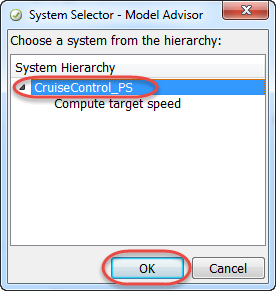 System Selector - Model Advisor
Choose a system from the hierarchy:
System Hierarchy
CruiseControl_PS
Compute target speed
OK Cancel